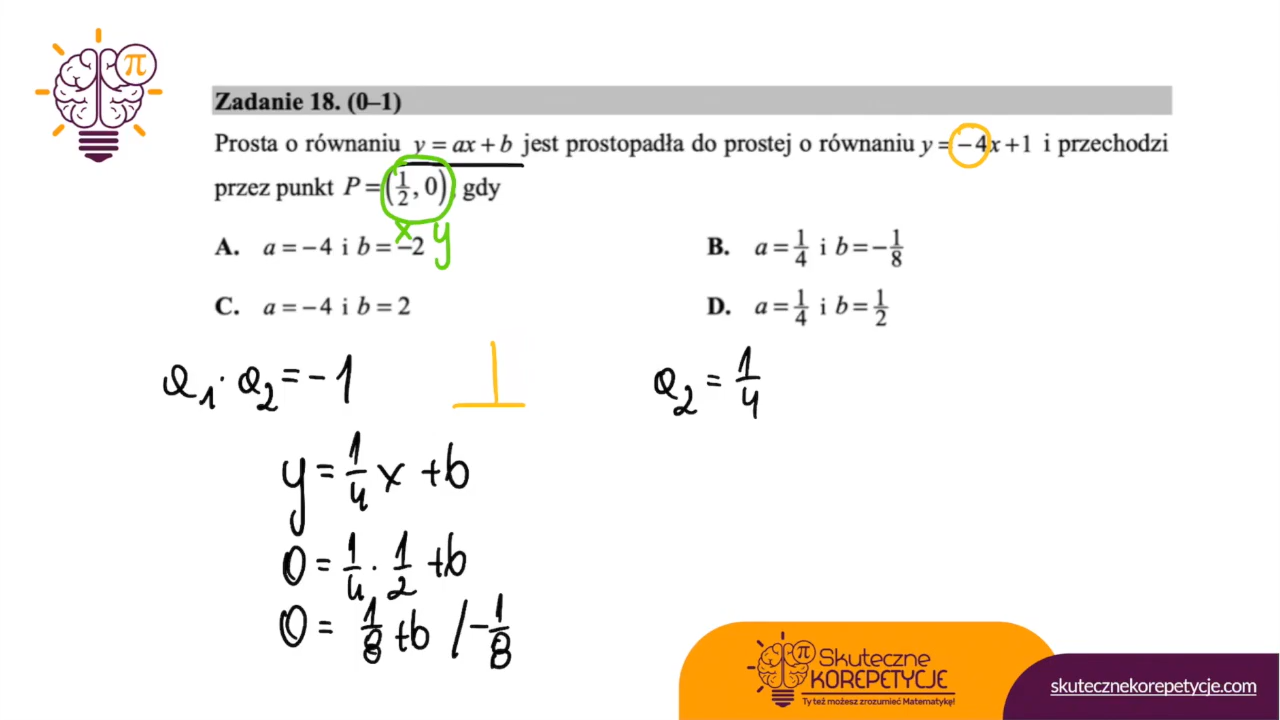 π
Zadanie 18. (0–1)
Prosta o równaniu y = ax + b jest prostopadła do prostej o równaniu y = −4x + 1 i przechodzi
przez punkt P = (1/2, 0), gdy
x y
A. a = −4 i b = −2
B. a = 1/4 i b = −1/8
C. a = −4 i b = 2
D. a = 1/4 i b = 1/2
a₁ · a₂ = −1
a₂ = 1/4
y = 1/4 x + b
0 = 1/4 · 1/2 + b
0 = 1/8 + b / −1/8
π
Skuteczne
KOREPETYCJE
Ty też możesz zrozumieć Matematykę!
skutecznekorepetycje.com